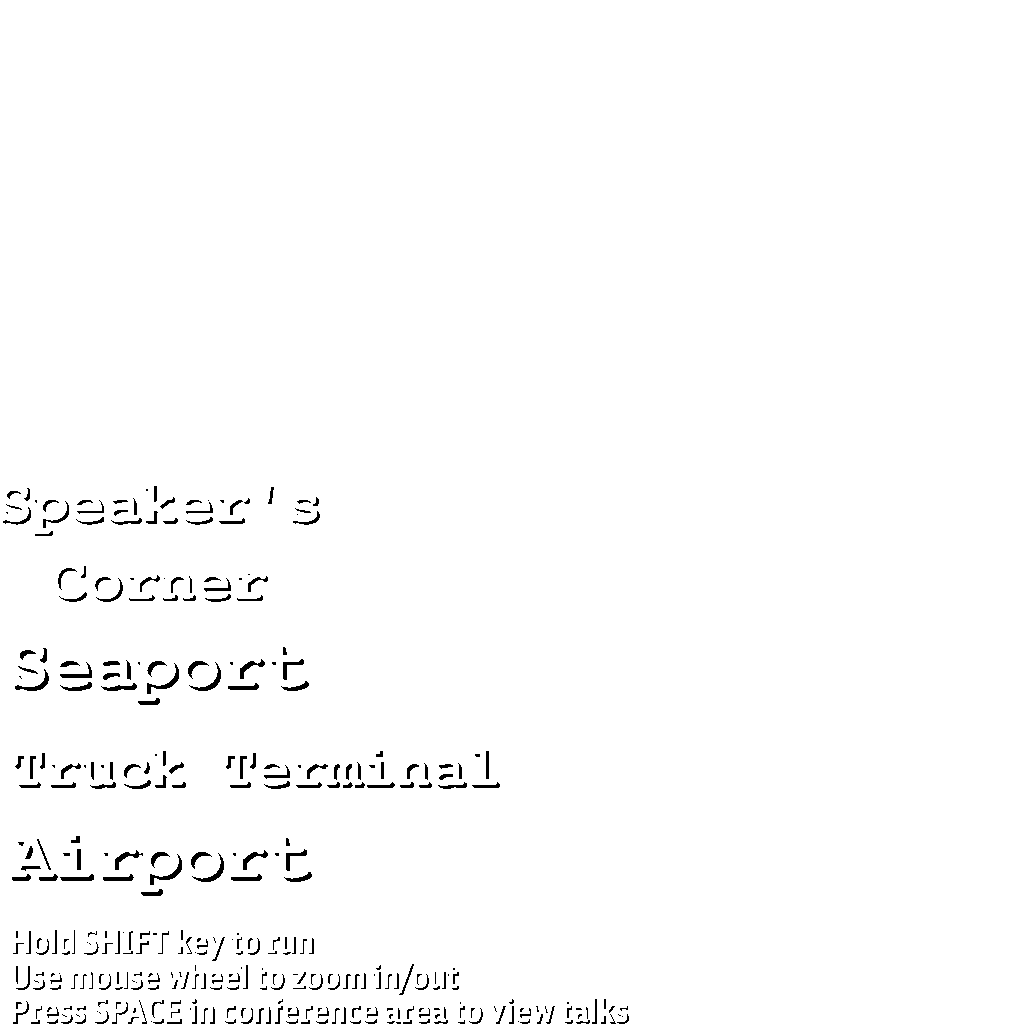 Speaker's
Corner
Seaport
Truck Terminal
Airport
Hold SHIFT key to run
Use mouse wheel to zoom in/out
Press SPACE in conference area to view talks